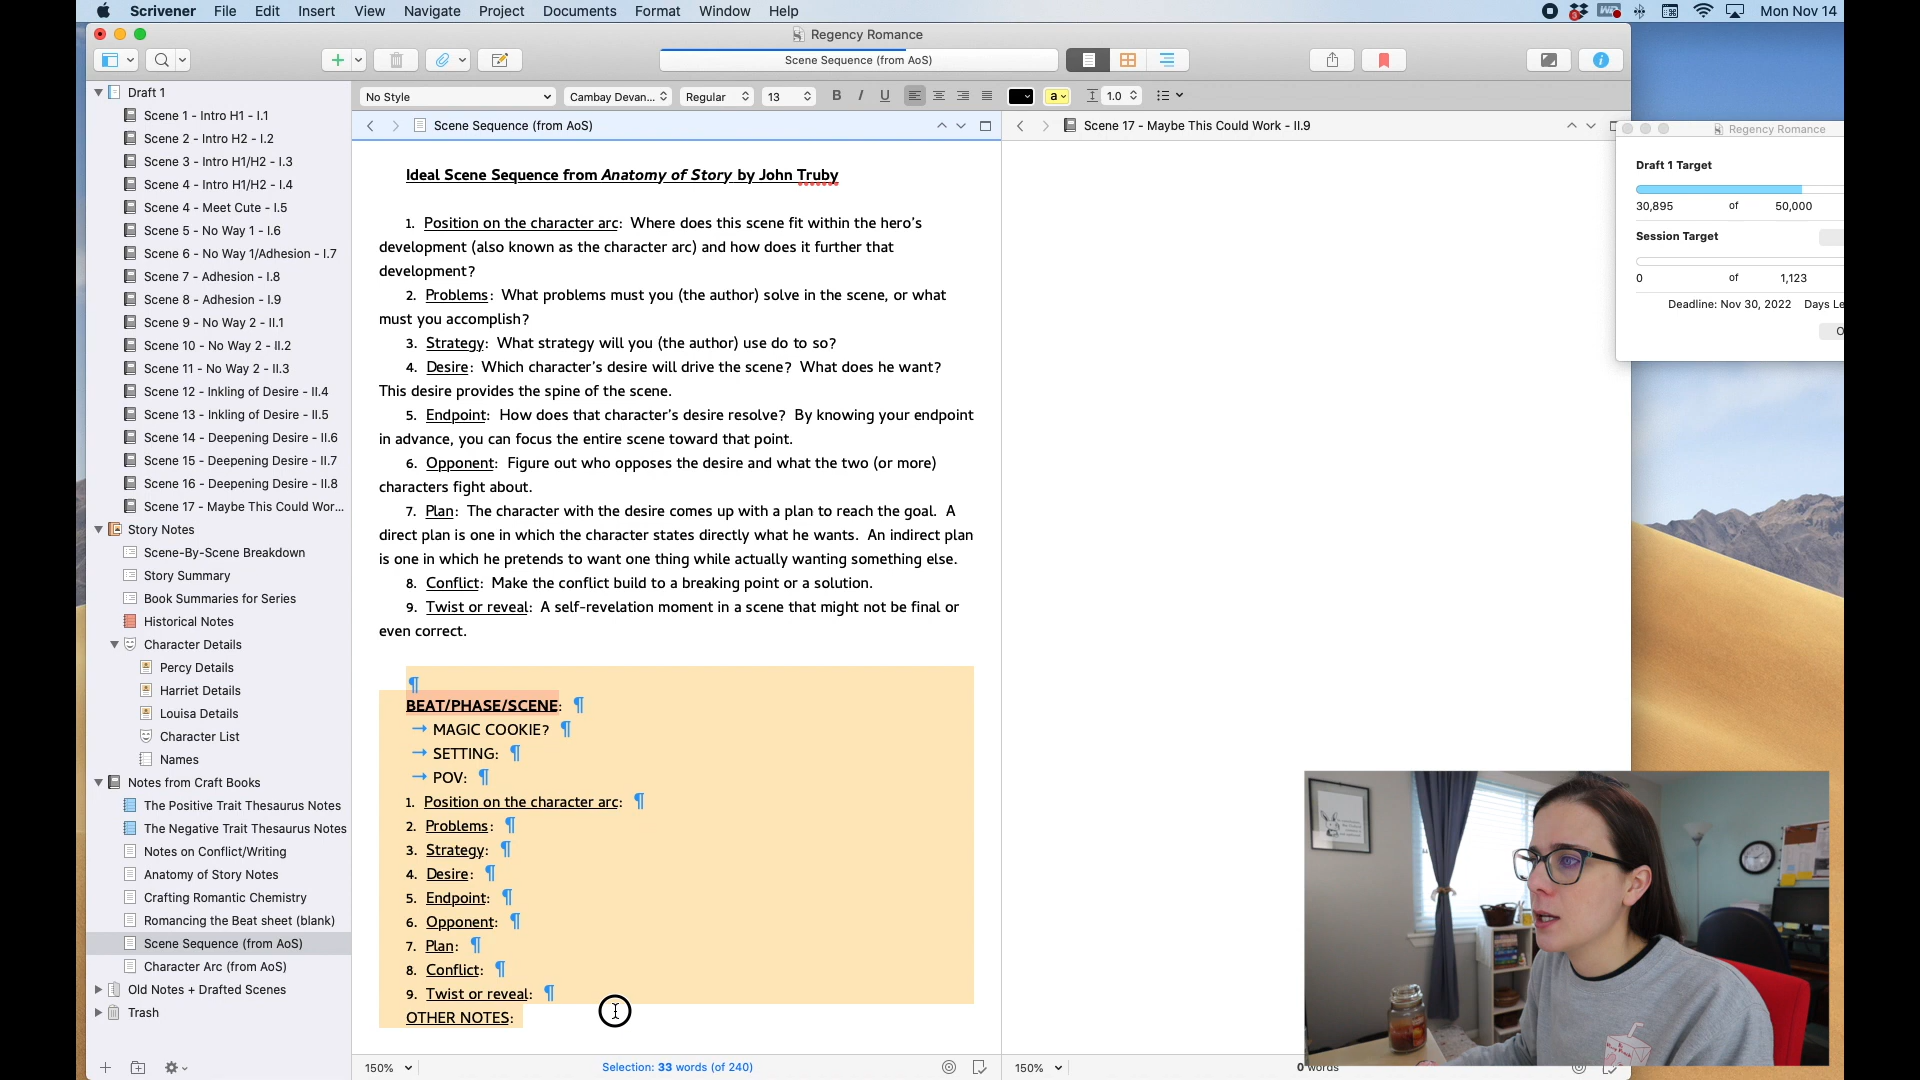 Scrivener File Edit Insert View Navigate Project Documents Format Window Help
Mon Nov 14
Regency Romance
Scene Sequence (from AoS)
No Style
Cambay Devan...
Regular
13
B I U
a
1.0
Draft 1
Scene 1 - Intro H1 - I.1
Scene 2 - Intro H2 - I.2
Scene 3 - Intro H1/H2 - I.3
Scene 4 - Intro H1/H2 - I.4
Scene 4 - Meet Cute - I.5
Scene 5 - No Way 1 - I.6
Scene 6 - No Way 1/Adhesion - I.7
Scene 7 - Adhesion - I.8
Scene 8 - Adhesion - I.9
Scene 9 - No Way 2 - II.1
Scene 10 - No Way 2 - II.2
Scene 11 - No Way 2 - II.3
Scene 12 - Inkling of Desire - II.4
Scene 13 - Inkling of Desire - II.5
Scene 14 - Deepening Desire - II.6
Scene 15 - Deepening Desire - II.7
Scene 16 - Deepening Desire - II.8
Scene 17 - Maybe This Could Wor...
Story Notes
Scene-By-Scene Breakdown
Story Summary
Book Summaries for Series
Historical Notes
Character Details
Percy Details
Harriet Details
Louisa Details
Character List
Names
Notes from Craft Books
The Positive Trait Thesaurus Notes
The Negative Trait Thesaurus Notes
Notes on Conflict/Writing
Anatomy of Story Notes
Crafting Romantic Chemistry
Romancing the Beat sheet (blank)
Scene Sequence (from AoS)
Character Arc (from AoS)
Old Notes + Drafted Scenes
Trash
Scene Sequence (from AoS)
Ideal Scene Sequence from Anatomy of Story by John Truby
1. Position on the character arc: Where does this scene fit within the hero's
development (also known as the character arc) and how does it further that
development?
2. Problems: What problems must you (the author) solve in the scene, or what
must you accomplish?
3. Strategy: What strategy will you (the author) use do to so?
4. Desire: Which character's desire will drive the scene? What does he want?
This desire provides the spine of the scene.
5. Endpoint: How does that character's desire resolve? By knowing your endpoint
in advance, you can focus the entire scene toward that point.
6. Opponent: Figure out who opposes the desire and what the two (or more)
characters fight about.
7. Plan: The character with the desire comes up with a plan to reach the goal. A
direct plan is one in which the character states directly what he wants. An indirect plan
is one in which he pretends to want one thing while actually wanting something else.
8. Conflict: Make the conflict build to a breaking point or a solution.
9. Twist or reveal: A self-revelation moment in a scene that might not be final or
even correct.
¶
BEAT/PHASE/SCENE: ¶
→ MAGIC COOKIE? ¶
→ SETTING: ¶
→ POV: ¶
1. Position on the character arc: ¶
2. Problems: ¶
3. Strategy: ¶
4. Desire: ¶
5. Endpoint: ¶
6. Opponent: ¶
7. Plan: ¶
8. Conflict: ¶
9. Twist or reveal: ¶
OTHER NOTES:
150%
Selection: 33 words (of 240)
Scene 17 - Maybe This Could Work - II.9
150%
0 words
Regency Romance
Draft 1 Target
30,895 of 50,000
Session Target
0 of 1,123
Deadline: Nov 30, 2022 Days Le
O